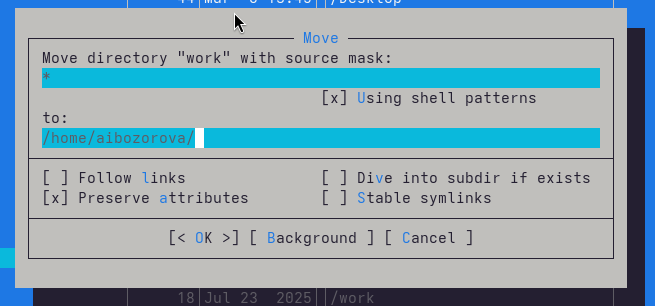 Move
Move directory "work" with source mask:
*
[x] Using shell patterns
to:
/home/aibozorova/
[ ] Follow links [ ] Dive into subdir if exists
[x] Preserve attributes [ ] Stable symlinks
[< OK >] [ Background ] [ Cancel ]
18 Jul 23 2025 /work